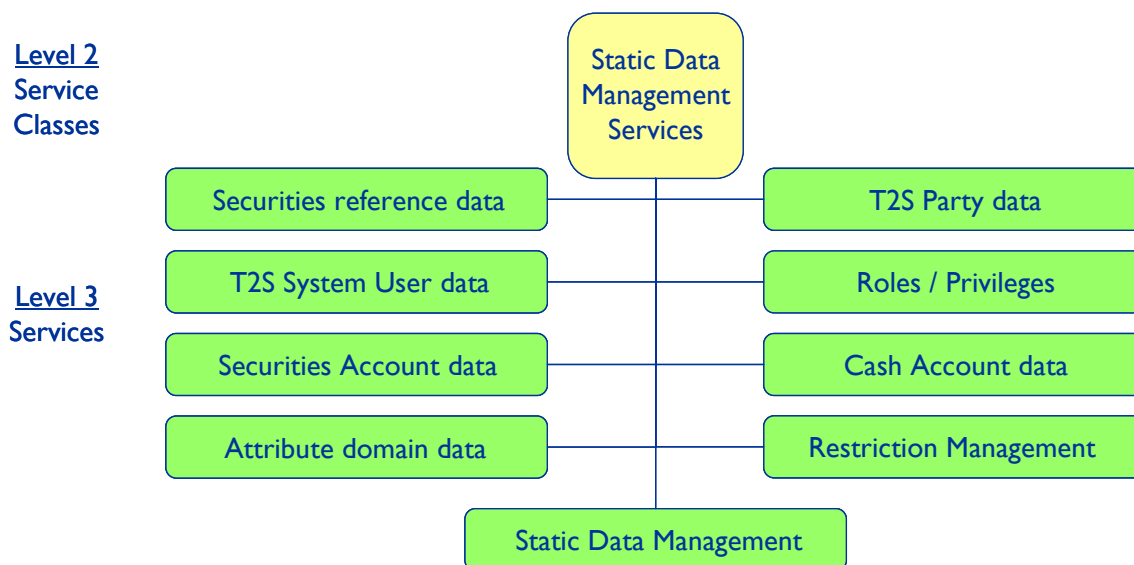 Level 2
Service
Classes
Static Data
Management
Services
Securities reference data
T2S Party data
T2S System User data
Roles / Privileges
Level 3
Services
Securities Account data
Cash Account data
Attribute domain data
Restriction Management
Static Data Management